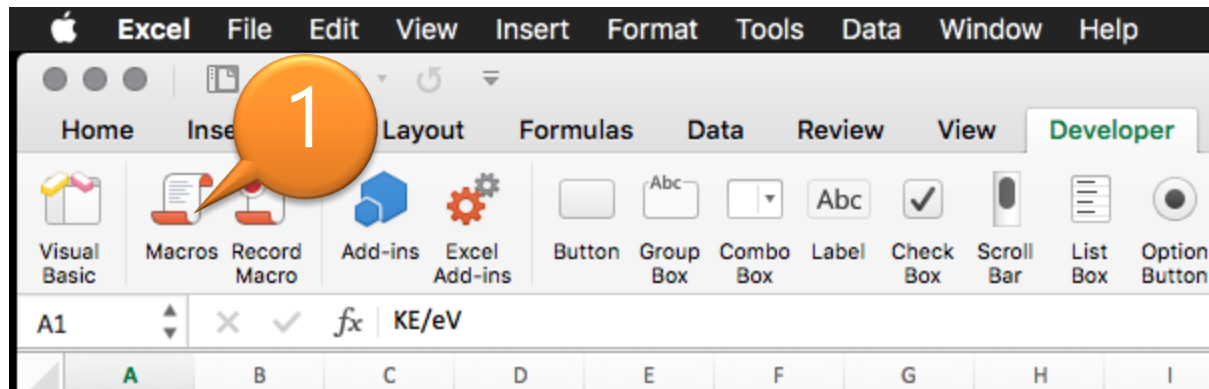 Excel File Edit View Insert Format Tools Data Window Help
1
Home Layout Formulas Data Review View Developer
Abc Abc
Visual Basic
Macros
Record Macro
Add-ins
Excel Add-ins
Button
Group Box
Combo Box
Label
Check Box
Scroll Bar
List Box
Option Button
A1 fx KE/eV
A B C D E F G H I